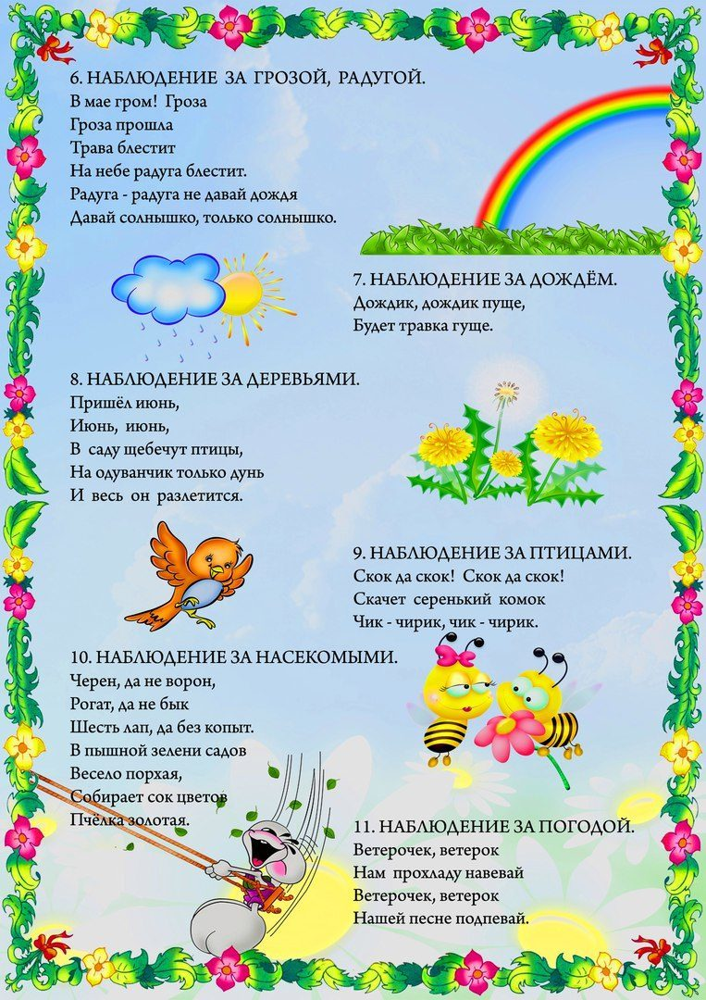 6. НАБЛЮДЕНИЕ ЗА ГРОЗОЙ, РАДУГОЙ.
В мае гром! Гроза
Гроза прошла
Трава блестит
На небе радуга блестит.
Радуга - радуга не давай дождя
Давай солнышко, только солнышко.
7. НАБЛЮДЕНИЕ ЗА ДОЖДЁМ.
Дождик, дождик пуще,
Будет травка гуще.
8. НАБЛЮДЕНИЕ ЗА ДЕРЕВЬЯМИ.
Пришёл июнь,
Июнь, июнь,
В саду щебечут птицы,
На одуванчик только дунь
И весь он разлетится.
9. НАБЛЮДЕНИЕ ЗА ПТИЦАМИ.
Скок да скок! Скок да скок!
Скачет серенький комок
Чик - чирик, чик - чирик.
10. НАБЛЮДЕНИЕ ЗА НАСЕКОМЫМИ.
Черен, да не ворон,
Рогат, да не бык
Шесть лап, да без копыт.
В пышной зелени садов
Весело порхая,
Собирает сок цветов
Пчёлка золотая.
11. НАБЛЮДЕНИЕ ЗА ПОГОДОЙ.
Ветерочек, ветерок
Нам прохладу навевай
Ветерочек, ветерок
Нашей песне подпевай.